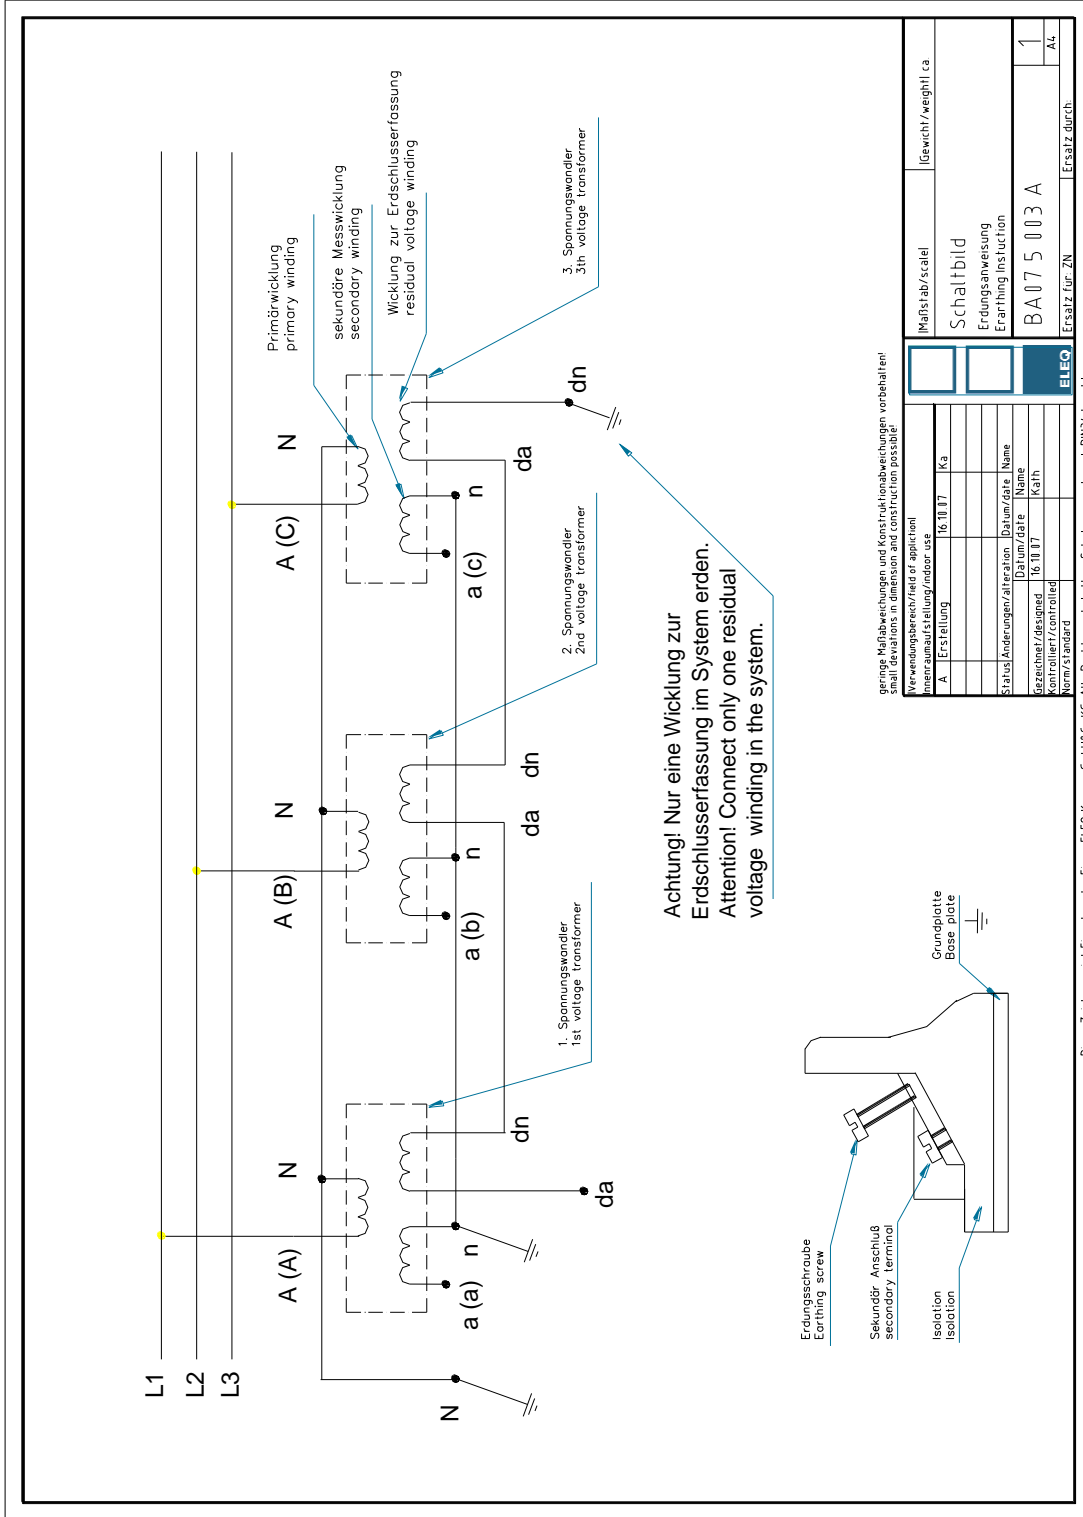 L1
L2
L3
N
A (A)
N
A (B)
N
A (C)
N
a (a)
n
da
dn
a (b)
n
da
dn
a (c)
n
da
dn
Primärwicklung
primary winding
sekundäre Messwicklung
secondary winding
Wicklung zur Erdschlusserfassung
residual voltage winding
1. Spannungswandler
1st voltage transformer
2. Spannungswandler
2nd voltage transformer
3. Spannungswandler
3th voltage transformer
Achtung! Nur eine Wicklung zur
Erdschlusserfassung im System erden.
Attention! Connect only one residual
voltage winding in the system.
Erdungsschraube
Earthing screw
Sekundär Anschluß
secondary terminal
Isolation
Isolation
Grundplatte
Base plate
geringe Maßabweichungen und Konstruktionabweichungen vorbehalten!
small deviations in dimension and construction possible!
(Verwendungsbereich/field of appliction)
Innenraumaufstellung/indoor use
A Erstellung 16.10.07 Ka
Status Änderungen/alteration Datum/date Name
Datum/date Name
Gezeichnet/designed 16.10.07 Kath
Kontrolliert/controlled
Norm/standard
ELEQ
(Maßstab/scale) (Gewicht/weight) ca
Schaltbild
Erdungsanweisung
Erarthing Instuction
BA075 003 A
1
A4
Ersatz für: ZN
Ersatz durch: